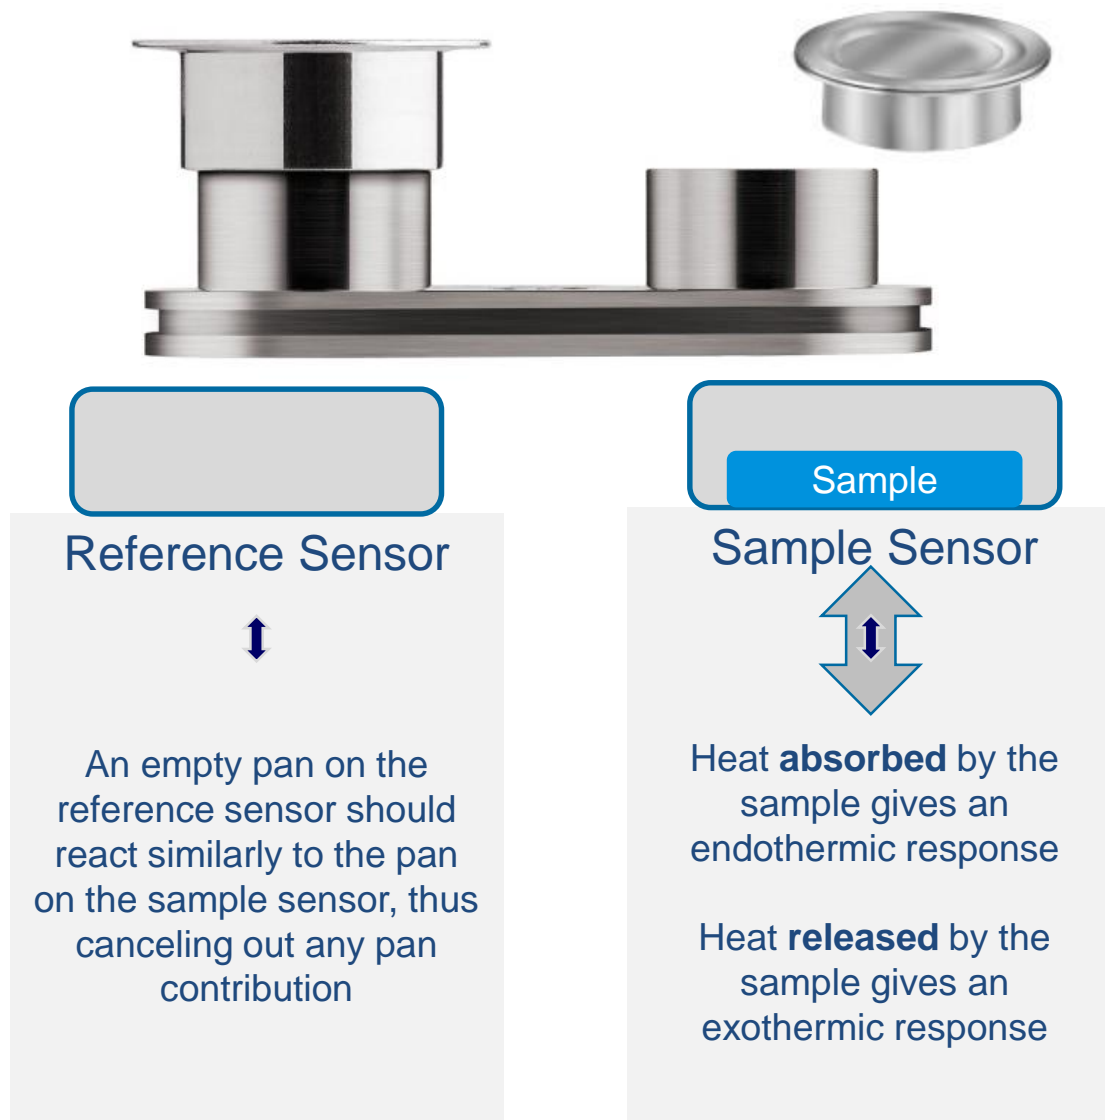 Sample
Reference Sensor
An empty pan on the
reference sensor should
react similarly to the pan
on the sample sensor, thus
canceling out any pan
contribution
Sample Sensor
Heat absorbed by the
sample gives an
endothermic response
Heat released by the
sample gives an
exothermic response